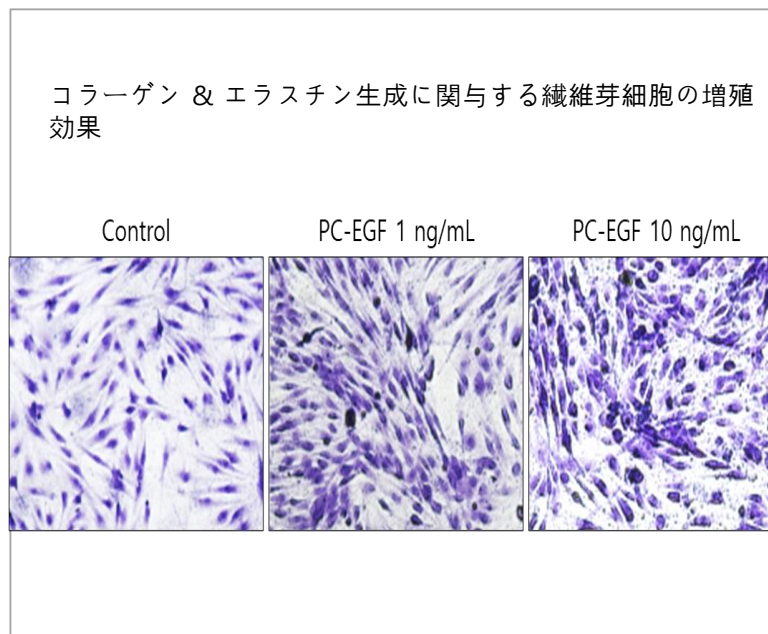 コラーゲン & エラスチン生成に関与する繊維芽細胞の増殖
効果
Control
PC-EGF 1 ng/mL
PC-EGF 10 ng/mL